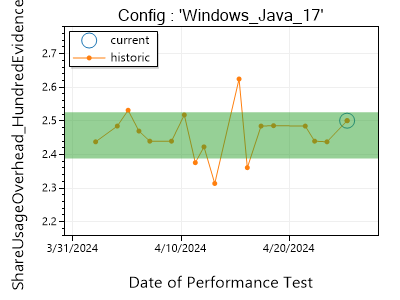 Config : 'Windows_Java_17'
ShareUsageOverhead_HundredEvidence
current
historic
2.7
2.6
2.5
2.4
2.3
2.2
3/31/2024
4/10/2024
4/20/2024
Date of Performance Test